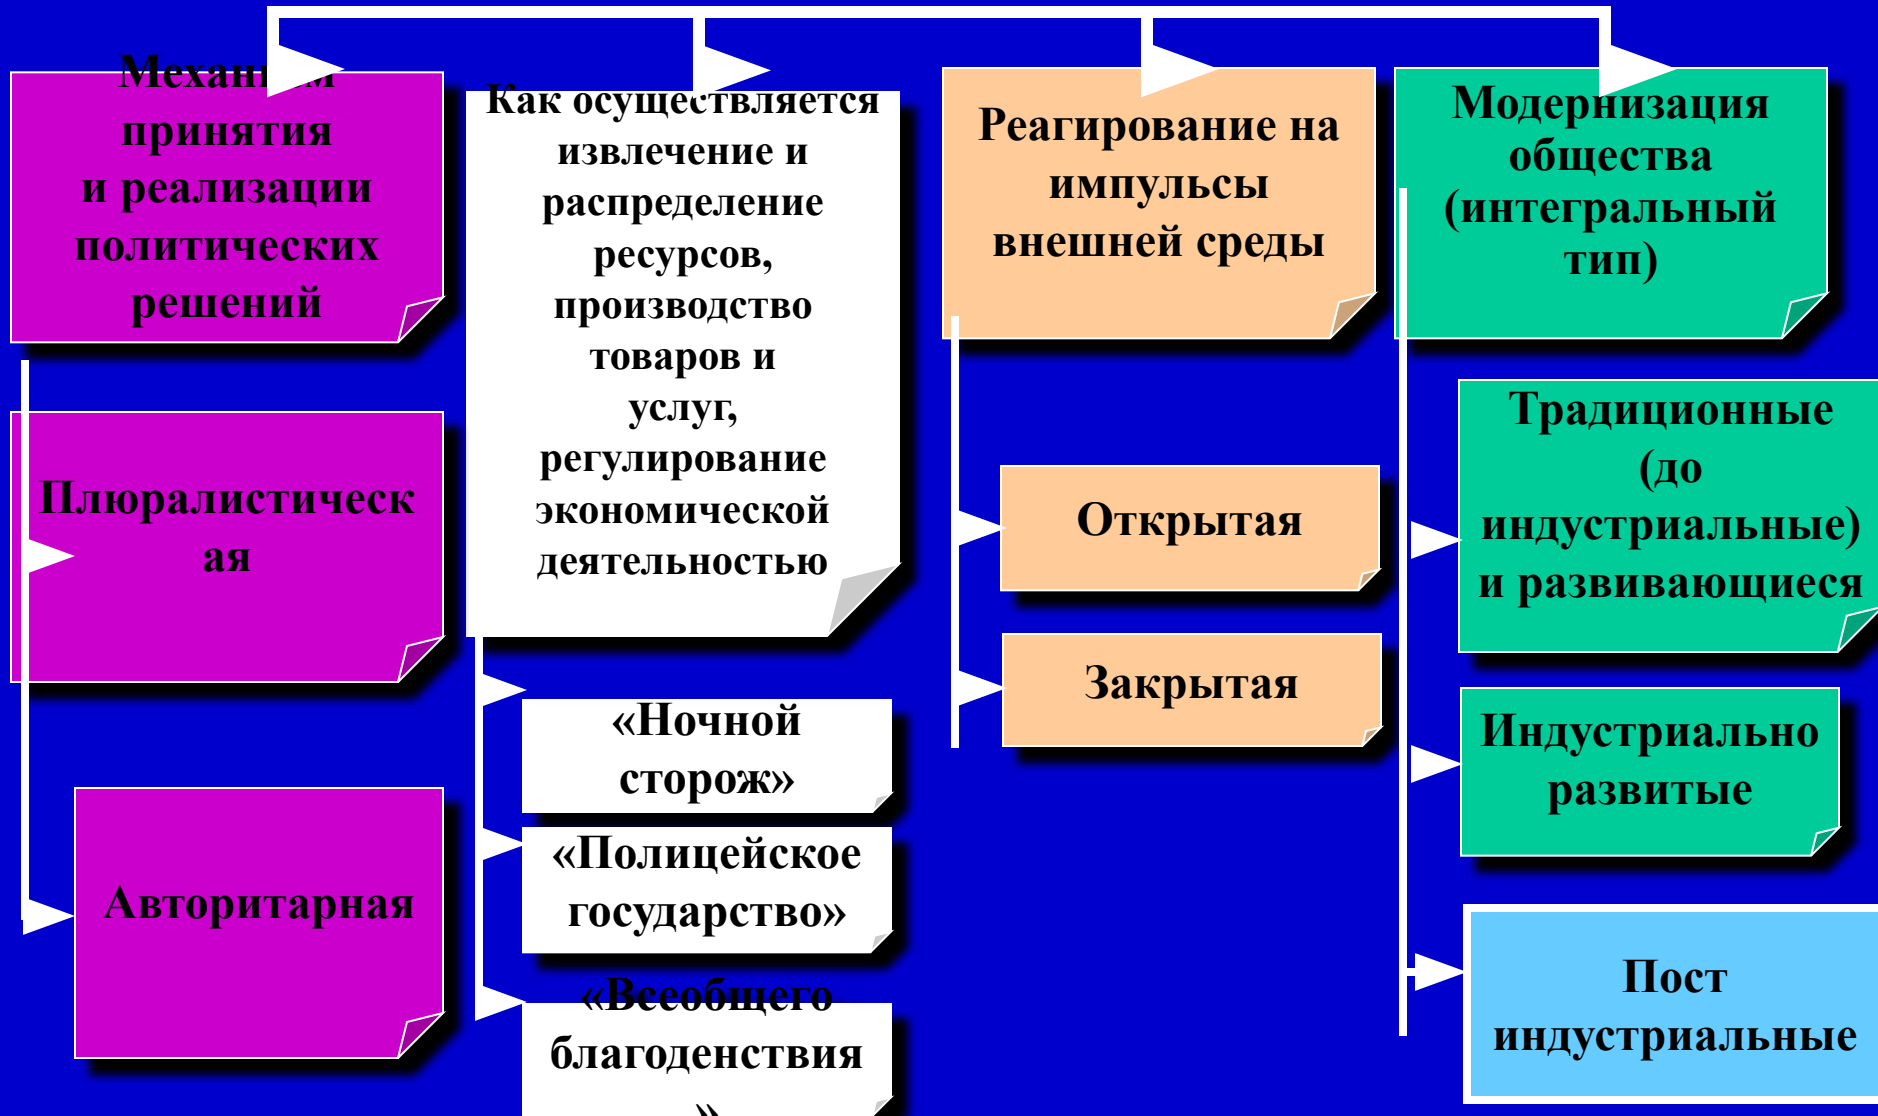 Механизм
принятия
и реализации
политических
решений
Плюралистическ
ая
Авторитарная
Как осуществляется
извлечение и
распределение
ресурсов,
производство
товаров и
услуг,
регулирование
экономической
деятельностью
«Ночной
сторож»
«Полицейское
государство»
«Всеобщего
благоденствия
»
Реагирование на
импульсы
внешней среды
Открытая
Закрытая
Модернизация
общества
(интегральный
тип)
Традиционные
(до
индустриальные)
и развивающиеся
Индустриально
развитые
Пост
индустриальные